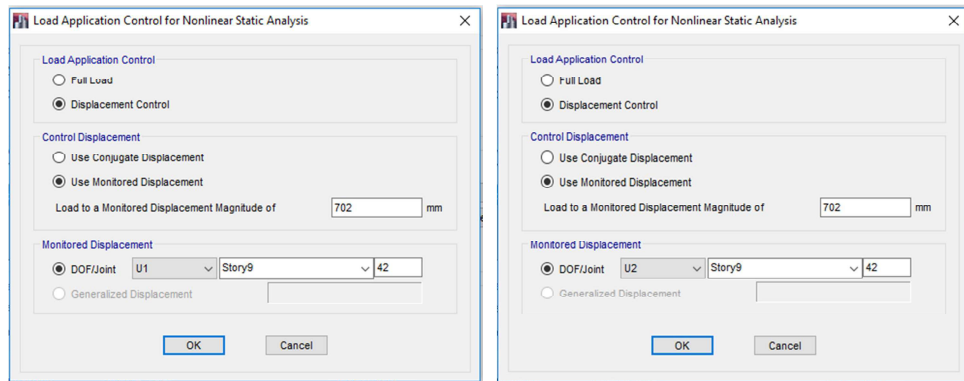 Load Application Control for Nonlinear Static Analysis
Load Application Control
Full Load
Displacement Control
Control Displacement
Use Conjugate Displacement
Use Monitored Displacement
Load to a Monitored Displacement Magnitude of 702 mm
Monitored Displacement
DOF/Joint U1 Story9 42
Generalized Displacement
OK Cancel
Load Application Control for Nonlinear Static Analysis
Load Application Control
Full Load
Displacement Control
Control Displacement
Use Conjugate Displacement
Use Monitored Displacement
Load to a Monitored Displacement Magnitude of 702 mm
Monitored Displacement
DOF/Joint U2 Story9 42
Generalized Displacement
OK Cancel